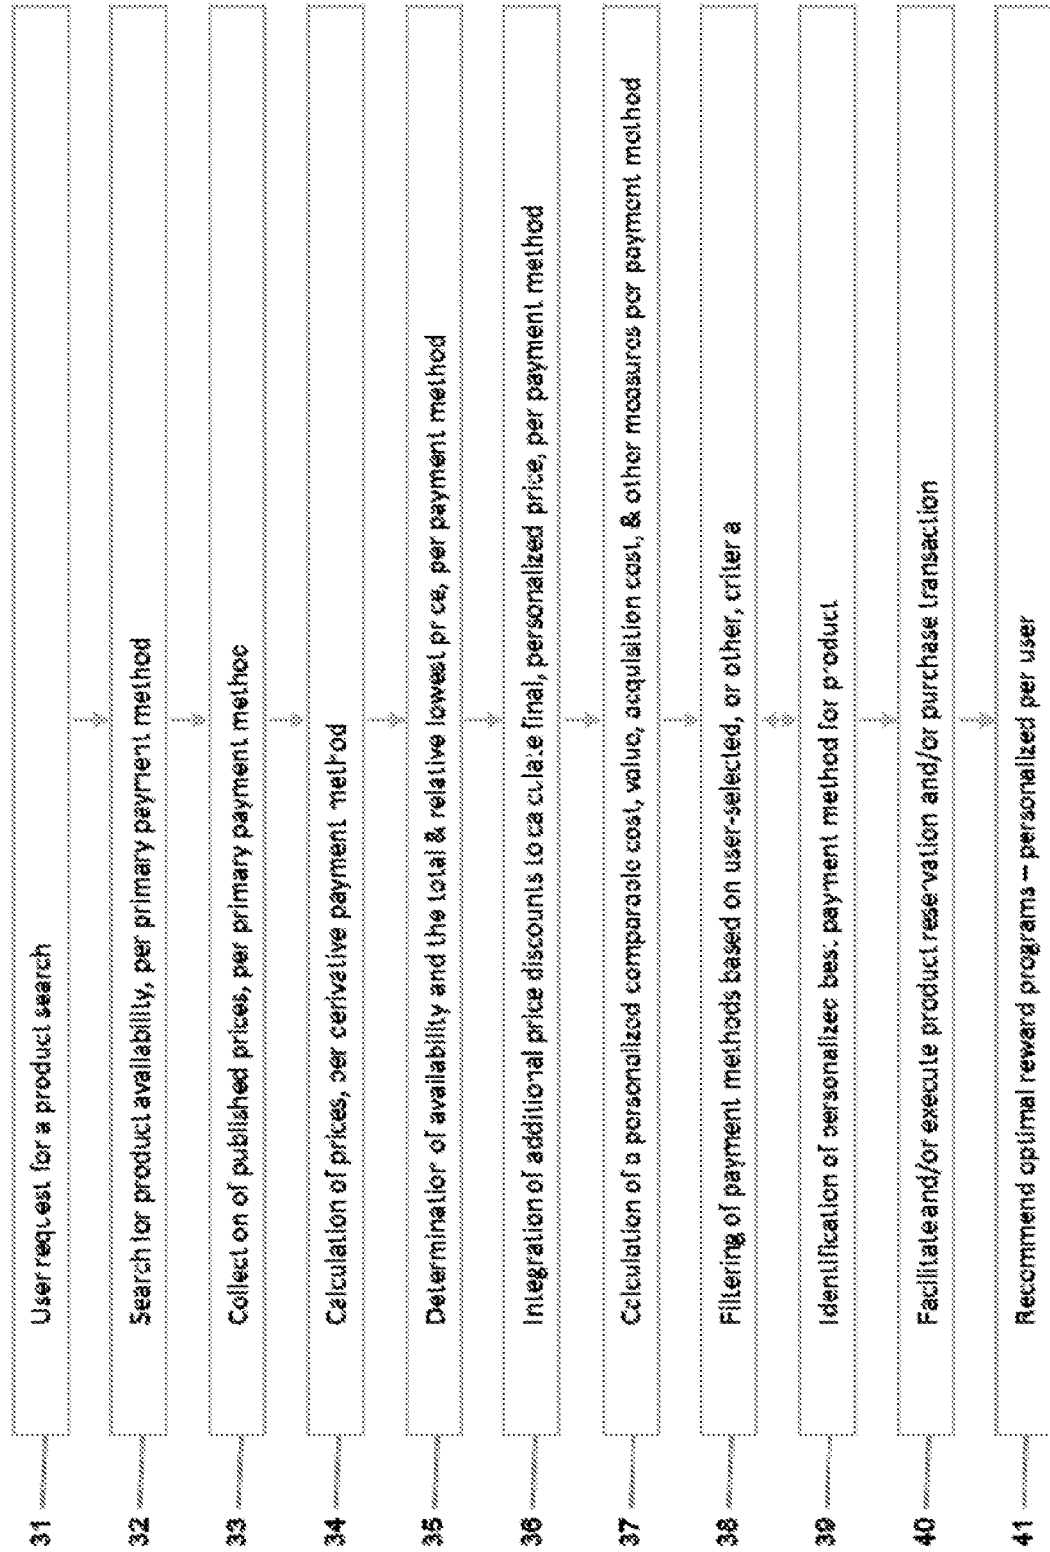 31 User request for a product search
32 Search for product availability, per primary payment method
33 Collection of published prices, per primary payment method
34 Calculation of prices, per derivative payment method
35 Determination of availability and the total & relative lowest price, per payment method
36 Integration of additional price discounts to calculate final, personalized price, per payment method
37 Calculation of a personalized comparable cost, value, acquisition cost, & other measures per payment method
38 Filtering of payment methods based on user-selected, or other, criteria
39 Identification of personalized best payment method for product
40 Facilitate and/or execute product reservation and/or purchase transaction
41 Recommend optimal reward programs – personalized per user